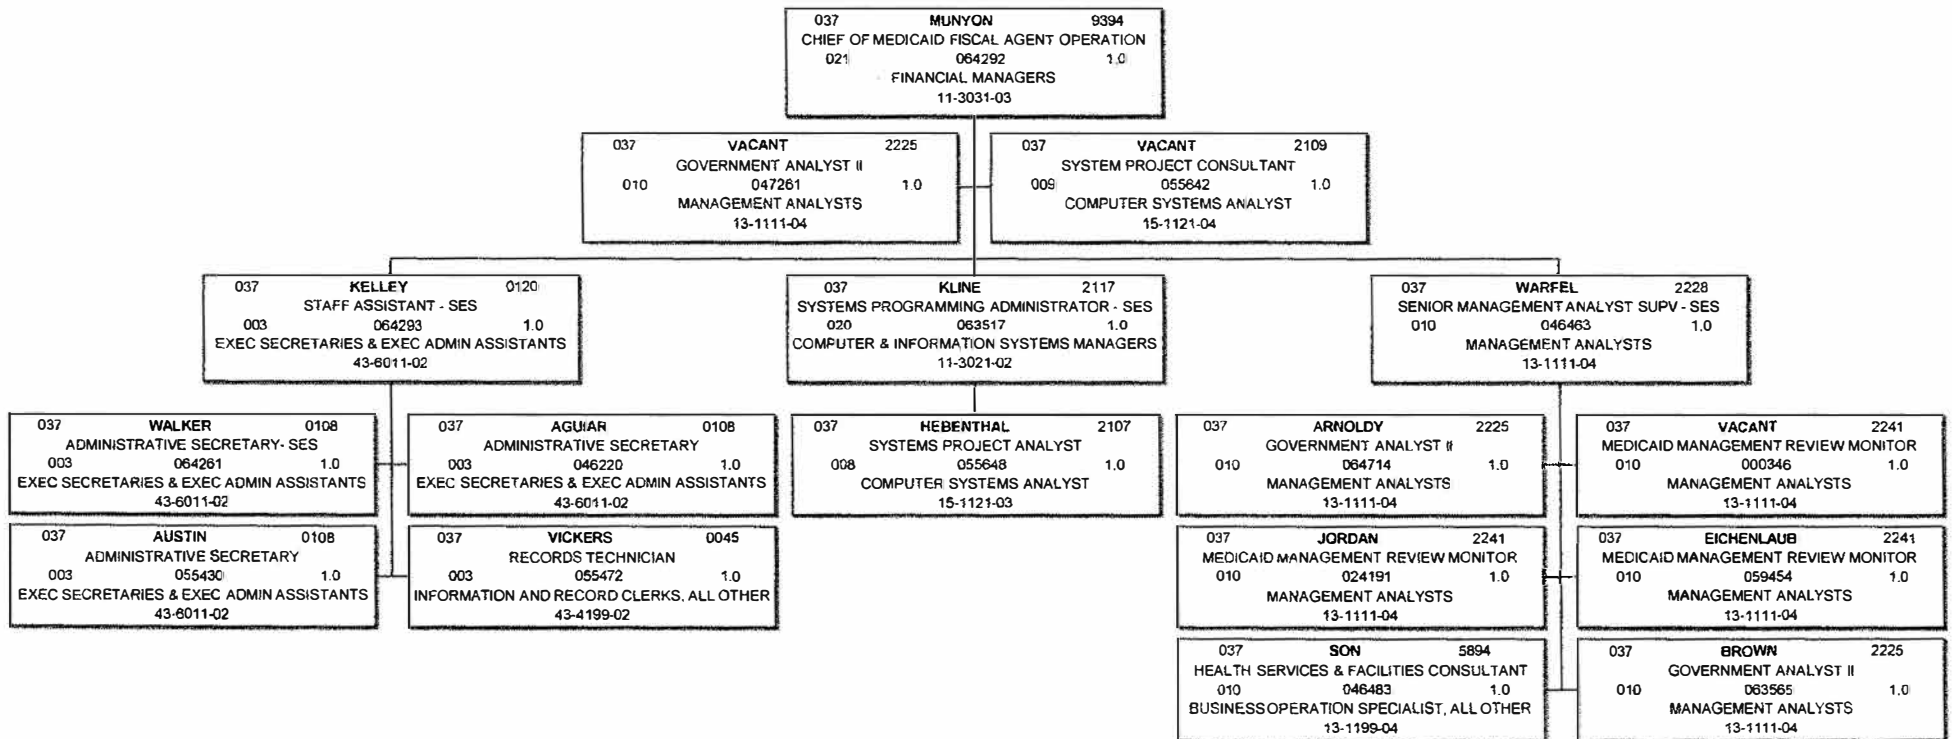 037 MUNYON 9394
CHIEF OF MEDICAID FISCAL AGENT OPERATION
021 064292 1.0
FINANCIAL MANAGERS
11-3031-03
037 VACANT 2225
GOVERNMENT ANALYST II
010 047261 1.0
MANAGEMENT ANALYSTS
13-1111-04
037 VACANT 2109
SYSTEM PROJECT CONSULTANT
009 055642 1.0
COMPUTER SYSTEMS ANALYST
15-1121-04
037 KELLEY 0120
STAFF ASSISTANT - SES
003 064293 1.0
EXEC SECRETARIES & EXEC ADMIN ASSISTANTS
43-6011-02
037 KLINE 2117
SYSTEMS PROGRAMMING ADMINISTRATOR - SES
020 063517 1.0
COMPUTER & INFORMATION SYSTEMS MANAGERS
11-3021-02
037 WARFEL 2228
SENIOR MANAGEMENT ANALYST SUPV - SES
010 046463 1.0
MANAGEMENT ANALYSTS
13-1111-04
037 WALKER 0108
ADMINISTRATIVE SECRETARY- SES
003 064261 1.0
EXEC SECRETARIES & EXEC ADMIN ASSISTANTS
43-6011-02
037 AGUIAR 0108
ADMINISTRATIVE SECRETARY
003 046220 1.0
EXEC SECRETARIES & EXEC ADMIN ASSISTANTS
43-6011-02
037 HEBENTHAL 2107
SYSTEMS PROJECT ANALYST
008 055648 1.0
COMPUTER SYSTEMS ANALYST
15-1121-03
037 ARNOLDY 2225
GOVERNMENT ANALYST II
010 064714 1.0
MANAGEMENT ANALYSTS
13-1111-04
037 VACANT 2241
MEDICAID MANAGEMENT REVIEW MONITOR
010 000346 1.0
MANAGEMENT ANALYSTS
13-1111-04
037 AUSTIN 0108
ADMINISTRATIVE SECRETARY
003 055430 1.0
EXEC SECRETARIES & EXEC ADMIN ASSISTANTS
43-6011-02
037 VICKERS 0045
RECORDS TECHNICIAN
003 055472 1.0
INFORMATION AND RECORD CLERKS, ALL OTHER
43-4199-02
037 JORDAN 2241
MEDICAID MANAGEMENT REVIEW MONITOR
010 024191 1.0
MANAGEMENT ANALYSTS
13-1111-04
037 EICHENLAUB 2241
MEDICAID MANAGEMENT REVIEW MONITOR
010 059454 1.0
MANAGEMENT ANALYSTS
13-1111-04
037 SON 5894
HEALTH SERVICES & FACILITIES CONSULTANT
010 046483 1.0
BUSINESS OPERATION SPECIALIST, ALL OTHER
13-1199-04
037 BROWN 2225
GOVERNMENT ANALYST II
010 063565 1.0
MANAGEMENT ANALYSTS
13-1111-04